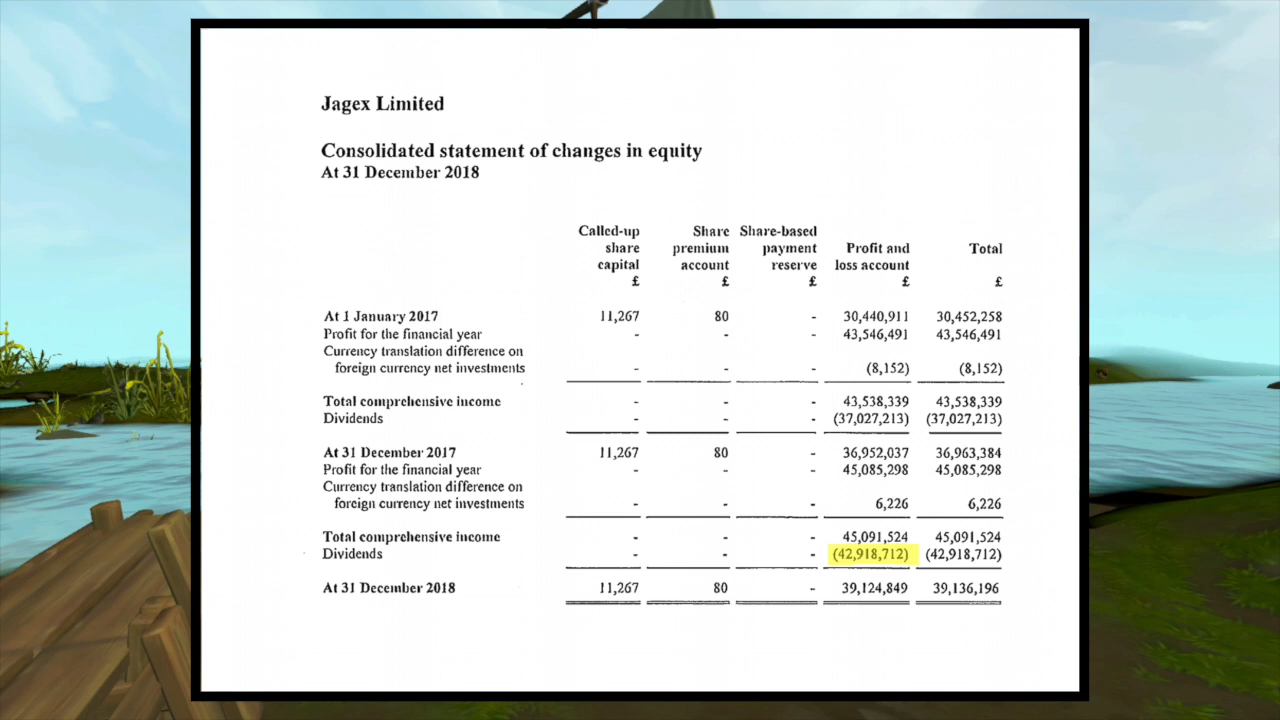 Jagex Limited
Consolidated statement of changes in equity
At 31 December 2018
Called-up Share Share-based
share premium payment Profit and Total
capital account reserve loss account
£ £ £ £ £
At 1 January 2017 11,267 80 - 30,440,911 30,452,258
Profit for the financial year - - - 43,546,491 43,546,491
Currency translation difference on
foreign currency net investments - - - (8,152) (8,152)
Total comprehensive income - - - 43,538,339 43,538,339
Dividends - - - (37,027,213) (37,027,213)
At 31 December 2017 11,267 80 - 36,952,037 36,963,384
Profit for the financial year - - - 45,085,298 45,085,298
Currency translation difference on
foreign currency net investments - - - 6,226 6,226
Total comprehensive income - - - 45,091,524 45,091,524
Dividends - - - (42,918,712) (42,918,712)
At 31 December 2018 11,267 80 - 39,124,849 39,136,196